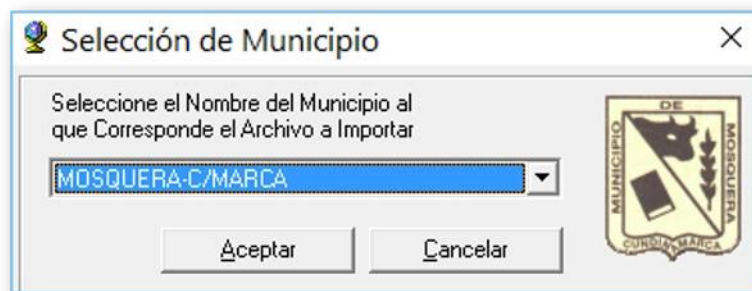 Selección de Municipio
Seleccione el Nombre del Municipio al
que Corresponde el Archivo a Importar
MOSQUERA-C/MARCA
Aceptar
Cancelar
MUNICIPIO
DE
MOSQUERA
CUNDINAMARCA